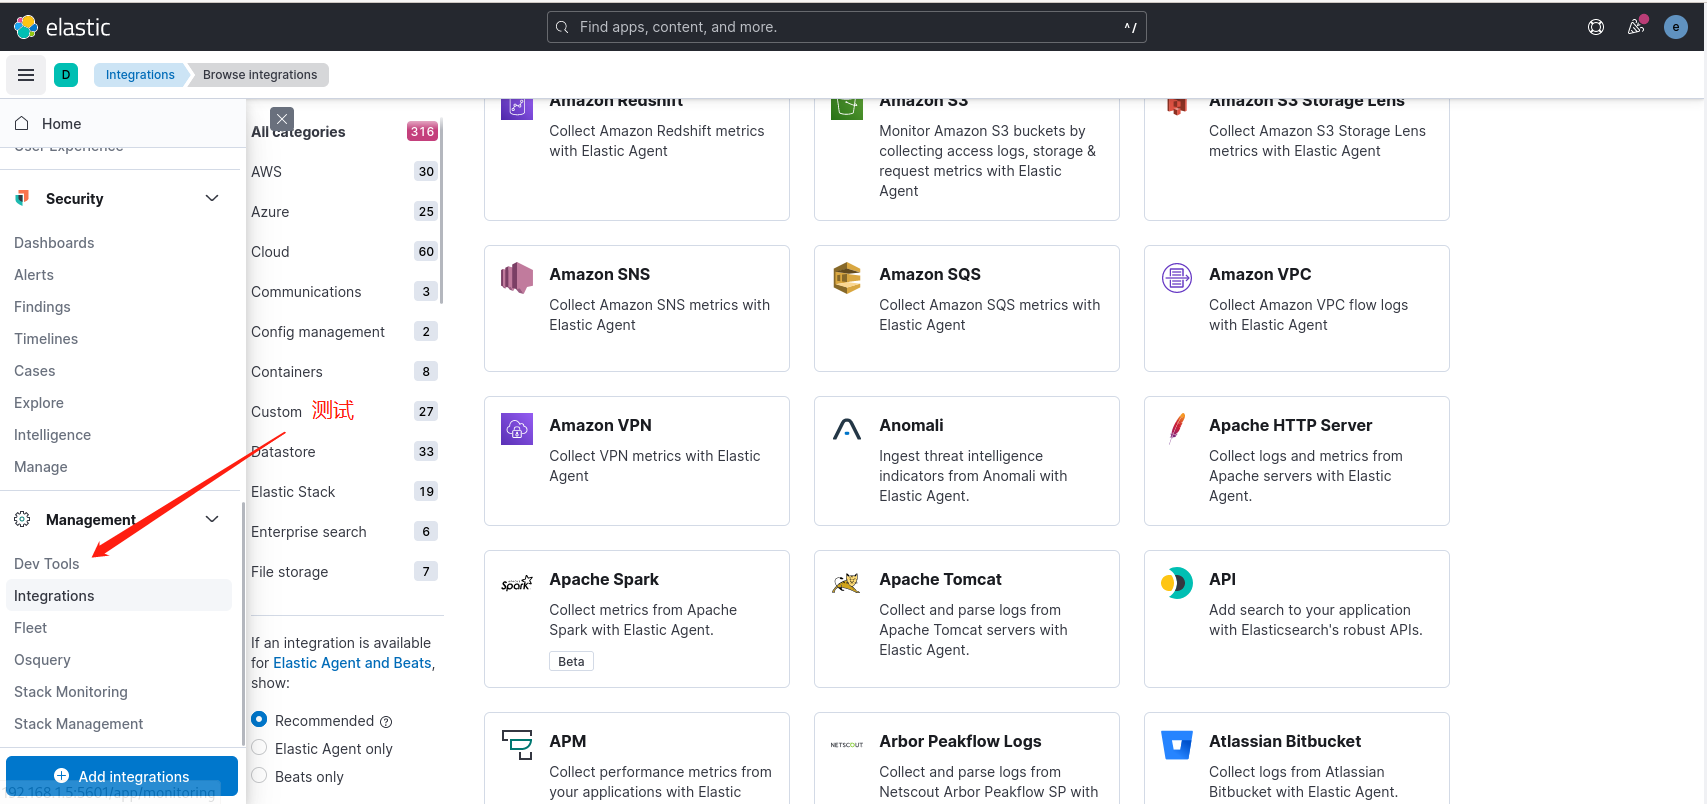 elastic
Find apps, content, and more.
^/
e
D
Integrations
Browse integrations
Home
User Experience
Security
Dashboards
Alerts
Findings
Timelines
Cases
Explore
Intelligence
Manage
Management
Dev Tools
Integrations
Fleet
Osquery
Stack Monitoring
Stack Management
Add integrations
192.168.1.5:5601/app/monitoring
All categories 316
AWS 30
Azure 25
Cloud 60
Communications 3
Config management 2
Containers 8
Custom 测试 27
Datastore 33
Elastic Stack 19
Enterprise search 6
File storage 7
If an integration is available
for Elastic Agent and Beats,
show:
Recommended
Elastic Agent only
Beats only
Amazon Redshift
Collect Amazon Redshift metrics
with Elastic Agent
Amazon S3
Monitor Amazon S3 buckets by
collecting access logs, storage &
request metrics with Elastic
Agent
Amazon S3 Storage Lens
Collect Amazon S3 Storage Lens
metrics with Elastic Agent
Amazon SNS
Collect Amazon SNS metrics with
Elastic Agent
Amazon SQS
Collect Amazon SQS metrics with
Elastic Agent
Amazon VPC
Collect Amazon VPC flow logs
with Elastic Agent
Amazon VPN
Collect VPN metrics with Elastic
Agent
Anomali
Ingest threat intelligence
indicators from Anomali with
Elastic Agent.
Apache HTTP Server
Collect logs and metrics from
Apache servers with Elastic
Agent.
Spark
Apache Spark
Collect metrics from Apache
Spark with Elastic Agent.
Beta
Apache Tomcat
Collect and parse logs from
Apache Tomcat servers with
Elastic Agent.
API
Add search to your application
with Elasticsearch's robust APIs.
APM
Collect performance metrics from
your applications with Elastic
NETSCOUT
Arbor Peakflow Logs
Collect and parse logs from
Netscout Arbor Peakflow SP with
Atlassian Bitbucket
Collect logs from Atlassian
Bitbucket with Elastic Agent.